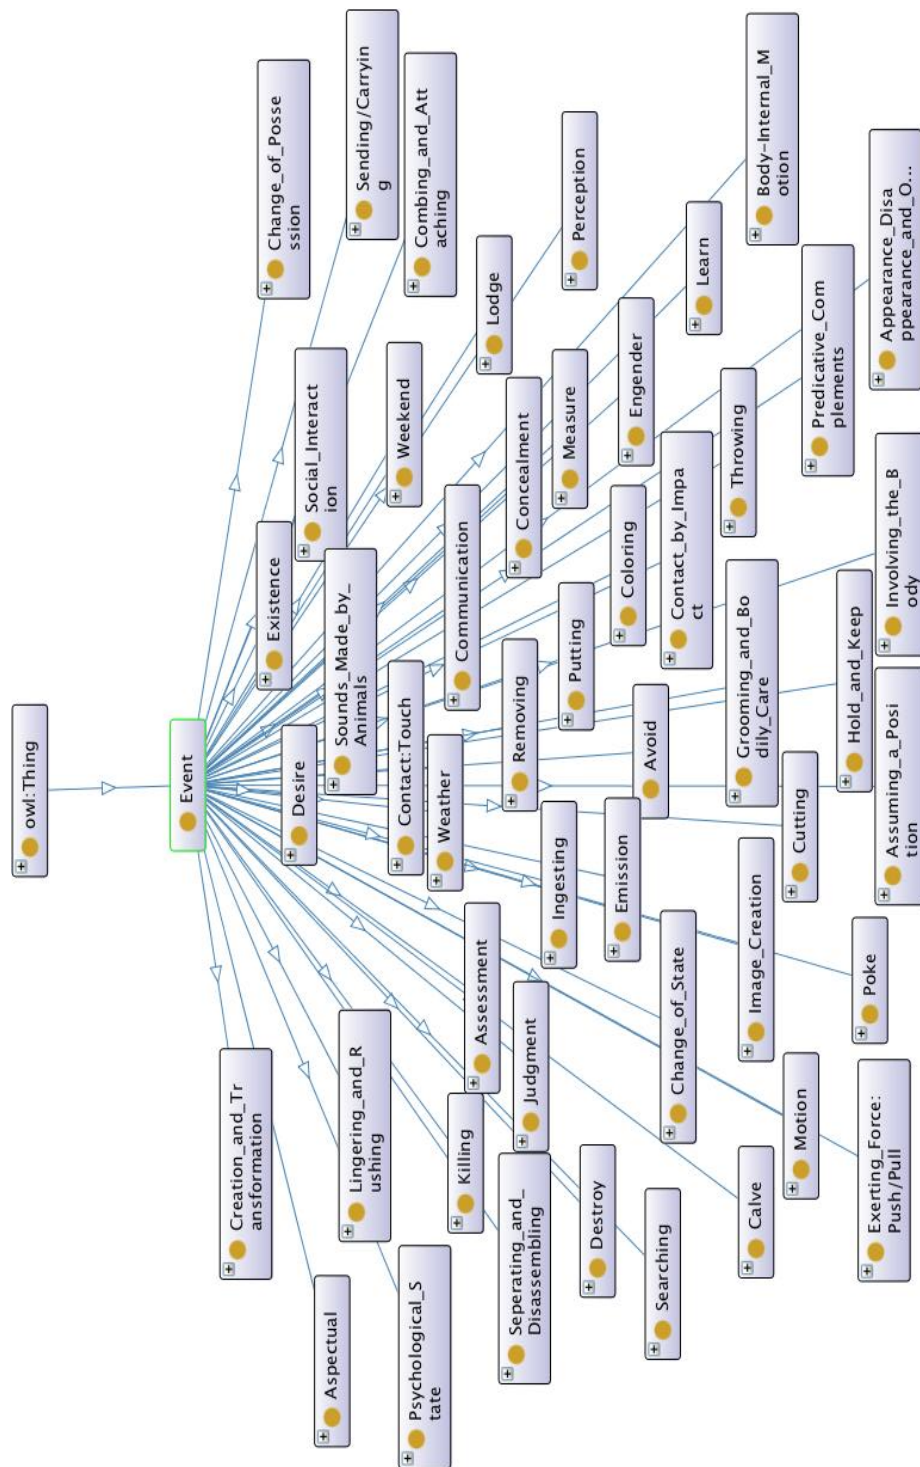 owl:Thing
Event
Creation_and_Tr
ansformation
Existence
Change_of_Posse
ssion
Desire
Social_Interact
ion
Aspectual
Sounds_Made_by_
Animals
Lingering_and_R
ushing
Sending/Carryin
g
Weekend
Contact:Touch
Psychological_S
tate
Combing_and_Att
aching
Weather
Communication
Killing
Assessment
Lodge
Removing
Concealment
Seperating_and_
Disassembling
Judgment
Ingesting
Measure
Putting
Perception
Destroy
Emission
Coloring
Engender
Avoid
Searching
Change_of_State
Contact_by_Impa
ct
Learn
Throwing
Grooming_and_Bo
dily_Care
Calve
Image_Creation
Body-Internal_M
otion
Motion
Cutting
Predicative_Com
plements
Hold_and_Keep
Poke
Exerting_Force:
Push/Pull
Assuming_a_Posi
tion
Involving_the_B
ody
Appearance_Disa
ppearance_and_O...